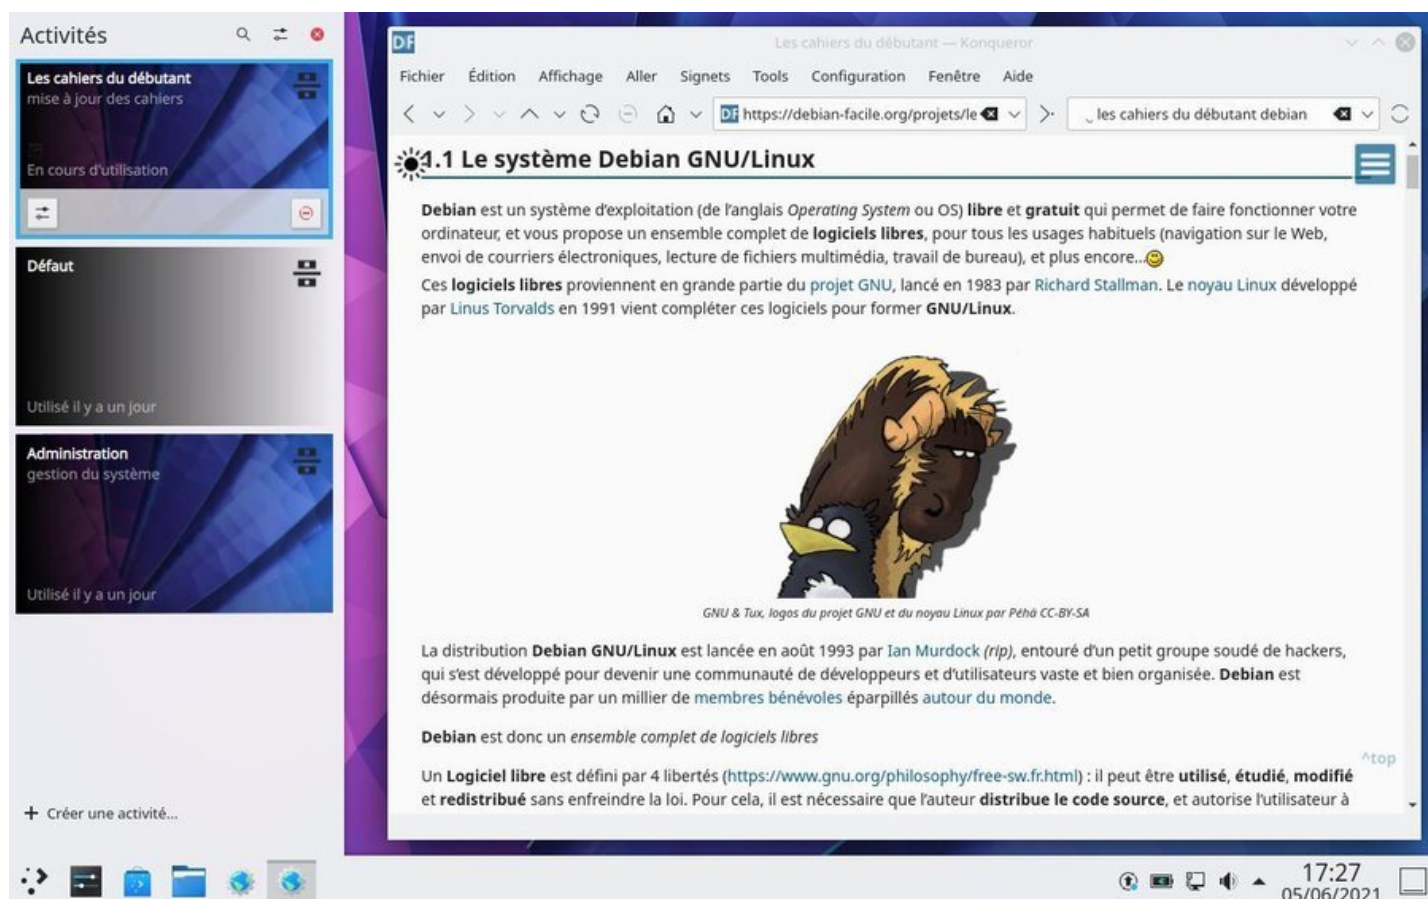 Activités
Les cahiers du débutant
mise à jour des cahiers
En cours d'utilisation
Défaut
Utilisé il y a un jour
Administration
gestion du système
Utilisé il y a un jour
+ Créer une activité...
DF
Les cahiers du débutant — Konqueror
Fichier Édition Affichage Aller Signets Tools Configuration Fenêtre Aide
DF https://debian-facile.org/projets/le
les cahiers du débutant debian
1.1 Le système Debian GNU/Linux
Debian est un système d’exploitation (de l’anglais Operating System ou OS) libre et gratuit qui permet de faire fonctionner votre
ordinateur, et vous propose un ensemble complet de logiciels libres, pour tous les usages habituels (navigation sur le Web,
envoi de courriers électroniques, lecture de fichiers multimédia, travail de bureau), et plus encore...
Ces logiciels libres proviennent en grande partie du projet GNU, lancé en 1983 par Richard Stallman. Le noyau Linux développé
par Linus Torvalds en 1991 vient compléter ces logiciels pour former GNU/Linux.
GNU & Tux, logos du projet GNU et du noyau Linux par Péhä CC-BY-SA
La distribution Debian GNU/Linux est lancée en août 1993 par Ian Murdock (rip), entouré d’un petit groupe soudé de hackers,
qui s’est développé pour devenir une communauté de développeurs et d’utilisateurs vaste et bien organisée. Debian est
désormais produite par un millier de membres bénévoles éparpillés autour du monde.
Debian est donc un ensemble complet de logiciels libres
^top
Un Logiciel libre est défini par 4 libertés (https://www.gnu.org/philosophy/free-sw.fr.html) : il peut être utilisé, étudié, modifié
et redistribué sans enfreindre la loi. Pour cela, il est nécessaire que l’auteur distribue le code source, et autorise l’utilisateur à
17:27
05/06/2021